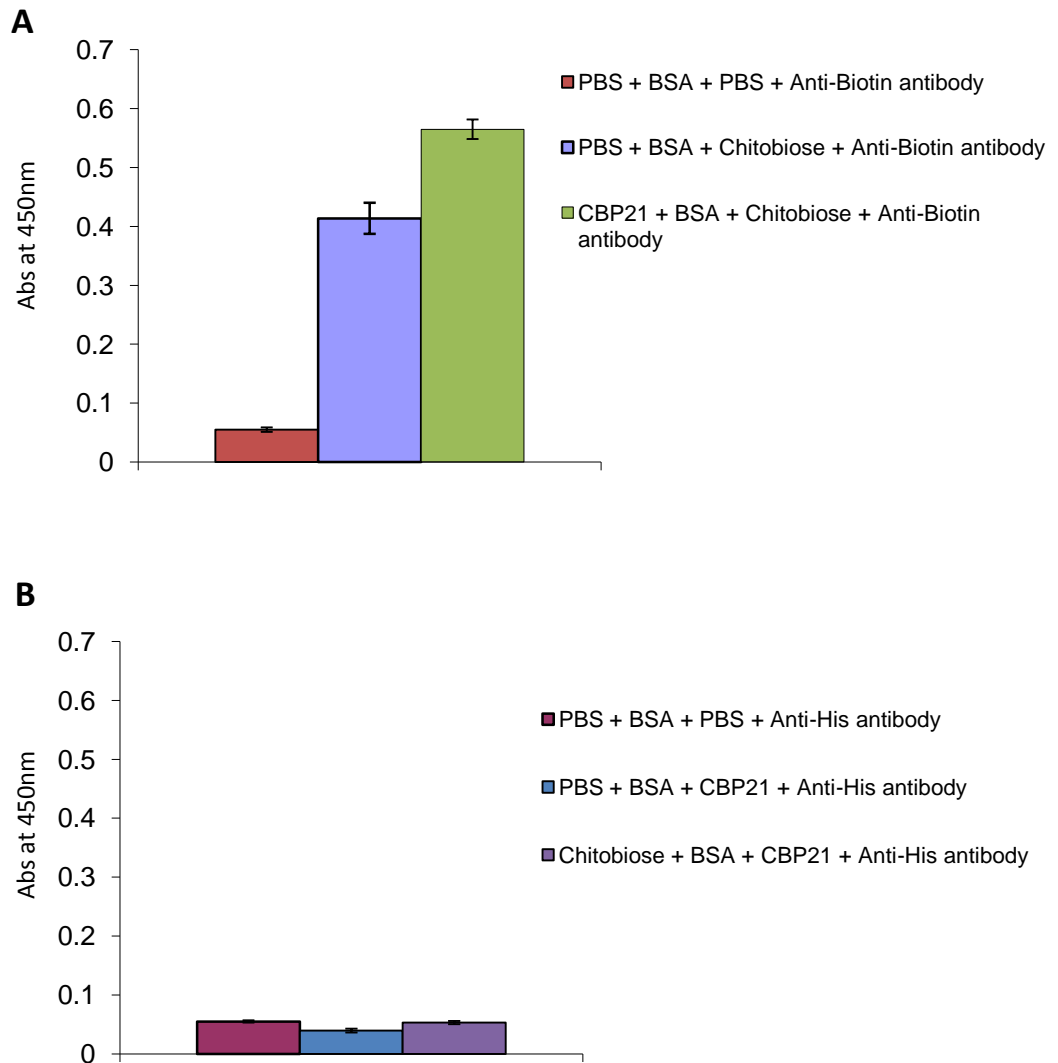 A
0.7
0.6
0.5
0.4
0.3
0.2
0.1
0
Abs at 450nm
PBS + BSA + PBS + Anti-Biotin antibody
PBS + BSA + Chitobiose + Anti-Biotin antibody
CBP21 + BSA + Chitobiose + Anti-Biotin
antibody
B
0.7
0.6
0.5
0.4
0.3
0.2
0.1
0
Abs at 450nm
PBS + BSA + PBS + Anti-His antibody
PBS + BSA + CBP21 + Anti-His antibody
Chitobiose + BSA + CBP21 + Anti-His antibody